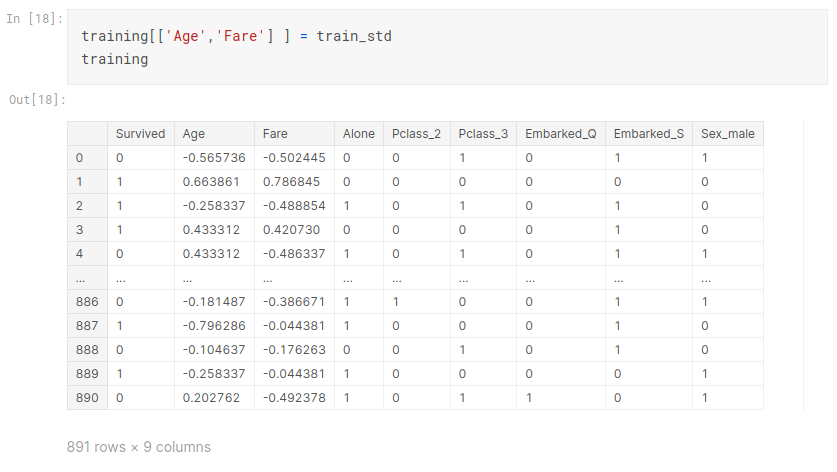 In [18]:
training[['Age','Fare'] ] = train_std
training
Out[18]:
Survived Age Fare Alone Pclass_2 Pclass_3 Embarked_Q Embarked_S Sex_male
0 0 -0.565736 -0.502445 0 0 1 0 1 1
1 1 0.663861 0.786845 0 0 0 0 0 0
2 1 -0.258337 -0.488854 1 0 1 0 1 0
3 1 0.433312 0.420730 0 0 0 0 1 0
4 0 0.433312 -0.486337 1 0 1 0 1 1
... ... ... ... ... ... ... ... ... ...
886 0 -0.181487 -0.386671 1 1 0 0 1 1
887 1 -0.796286 -0.044381 1 0 0 0 1 0
888 0 -0.104637 -0.176263 0 0 1 0 1 0
889 1 -0.258337 -0.044381 1 0 0 0 0 1
890 0 0.202762 -0.492378 1 0 1 1 0 1
891 rows × 9 columns